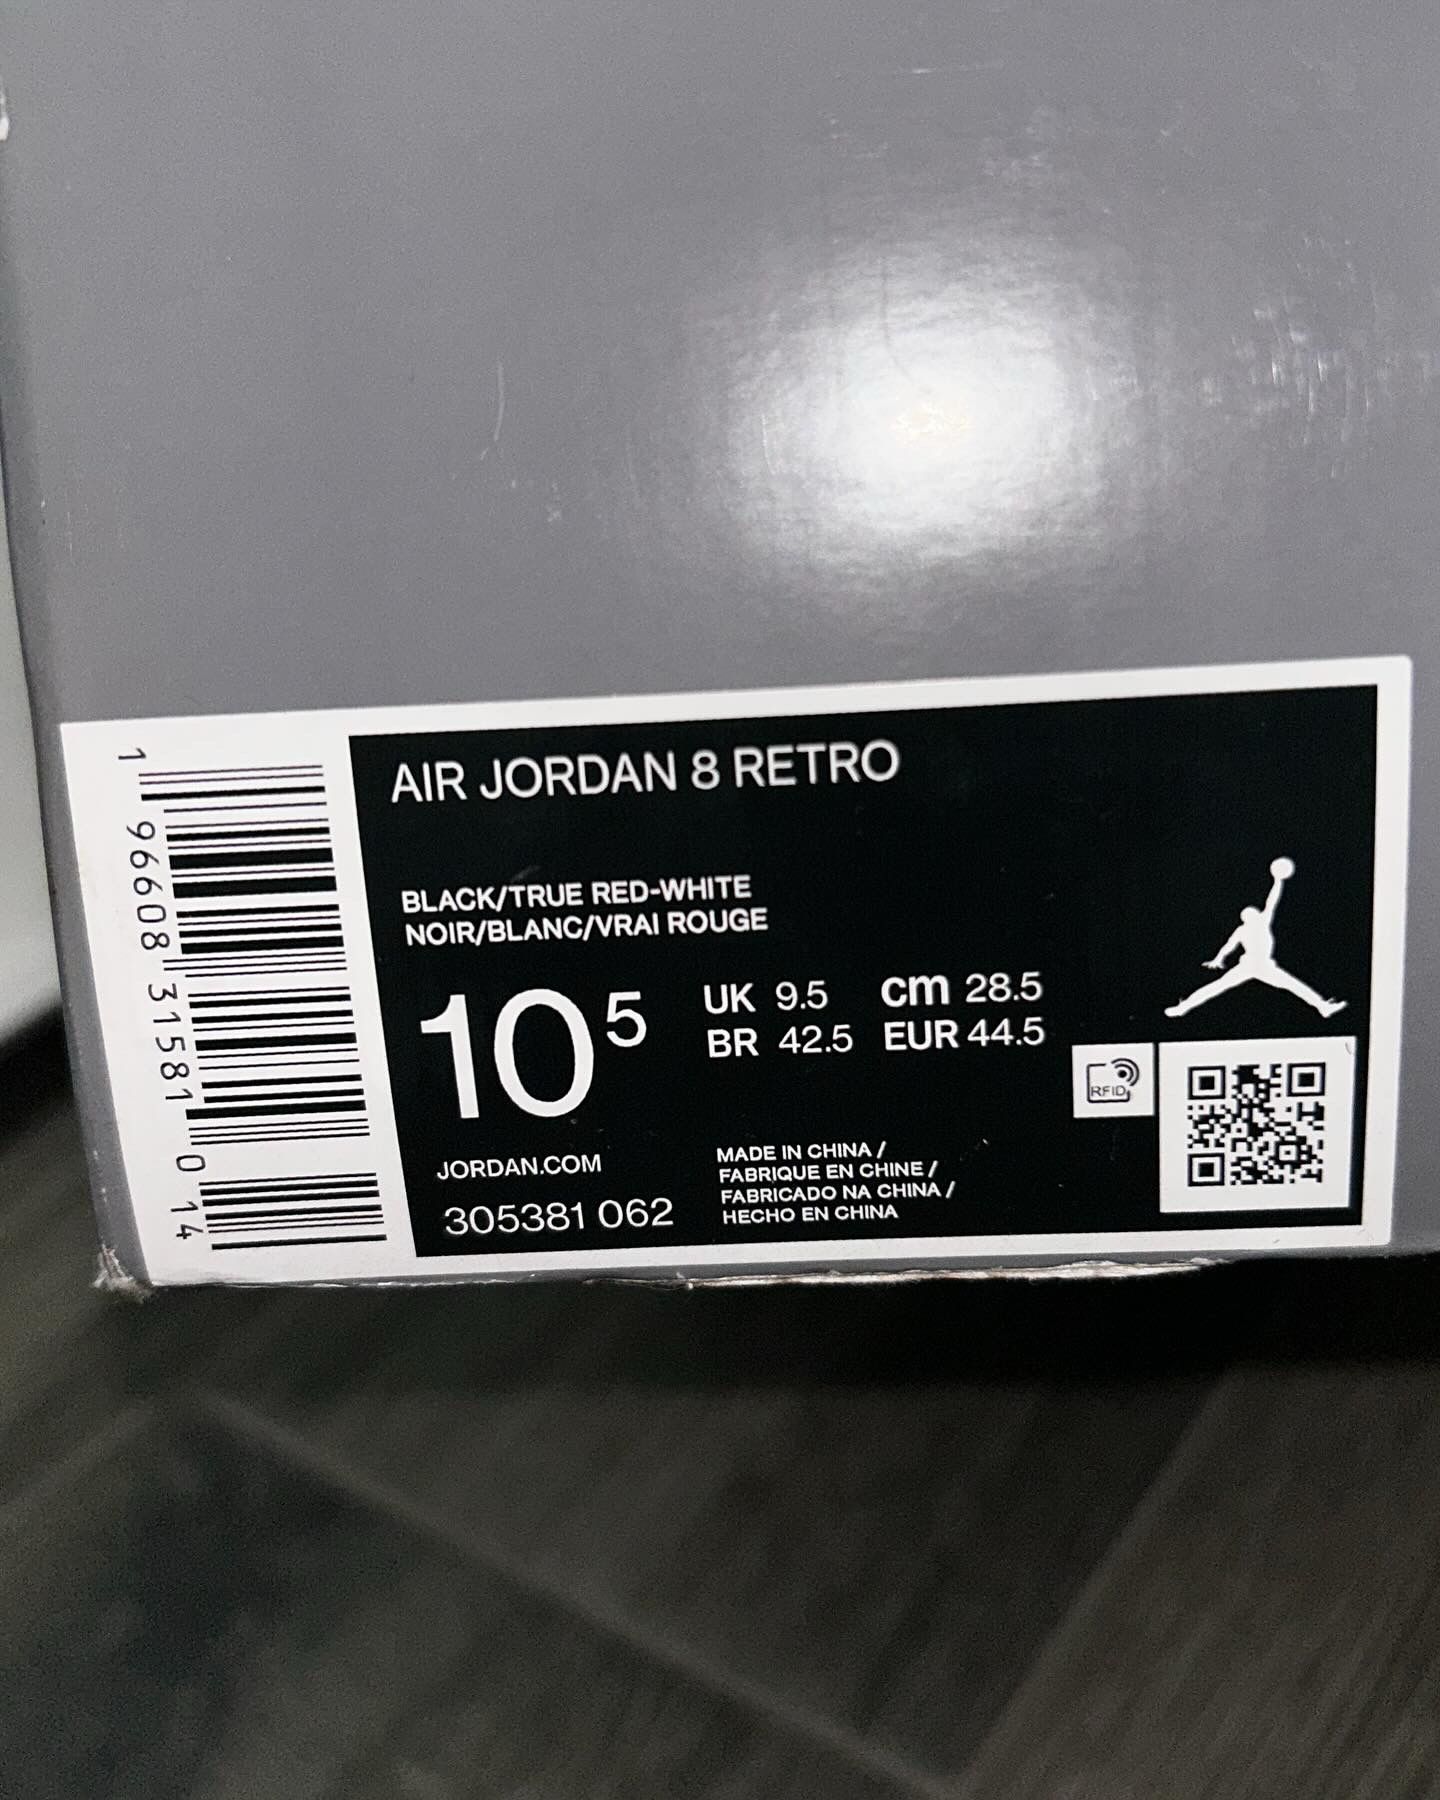 AIR JORDAN 8 RETRO
BLACK/TRUE RED-WHITE
NOIR/BLANC/VRAI ROUGE
10 5
UK 9.5 cm 28.5
BR 42.5 EUR 44.5
RFID
JORDAN.COM
305381 062
MADE IN CHINA /
FABRIQUE EN CHINE /
FABRICADO NA CHINA /
HECHO EN CHINA
1 96608 31581 0 14